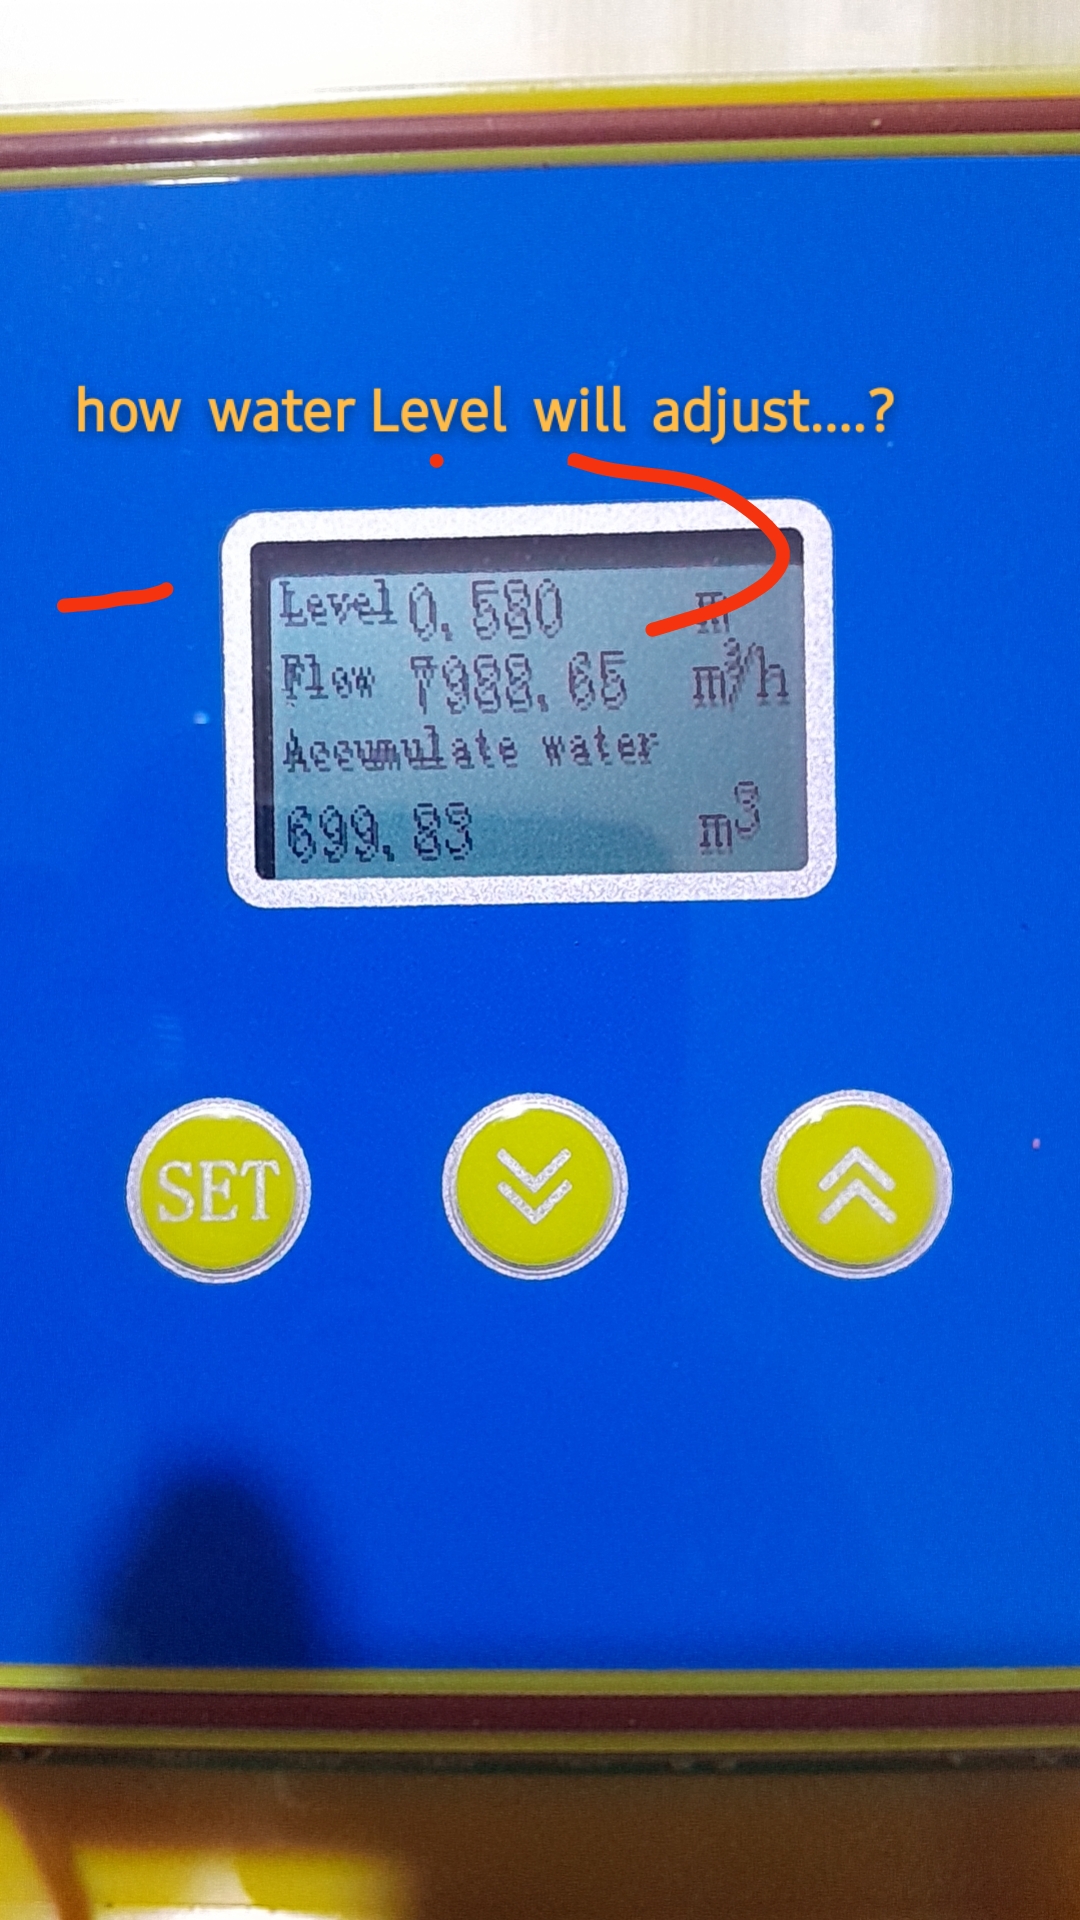 how water Level will adjust....?
Level 0.580 m
Flow 7988.65 m³/h
Accumulate water
699.83 m³
SET